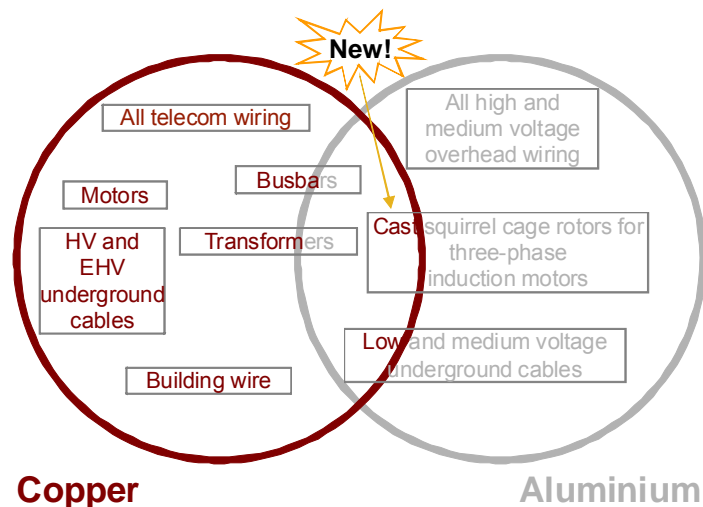 New!
All telecom wiring
All high and
medium voltage
overhead wiring
Busbars
Motors
Transformers
Cast squirrel cage rotors for
three-phase
induction motors
HV and
EHV
underground
cables
Low and medium voltage
underground cables
Building wire
Copper
Aluminium